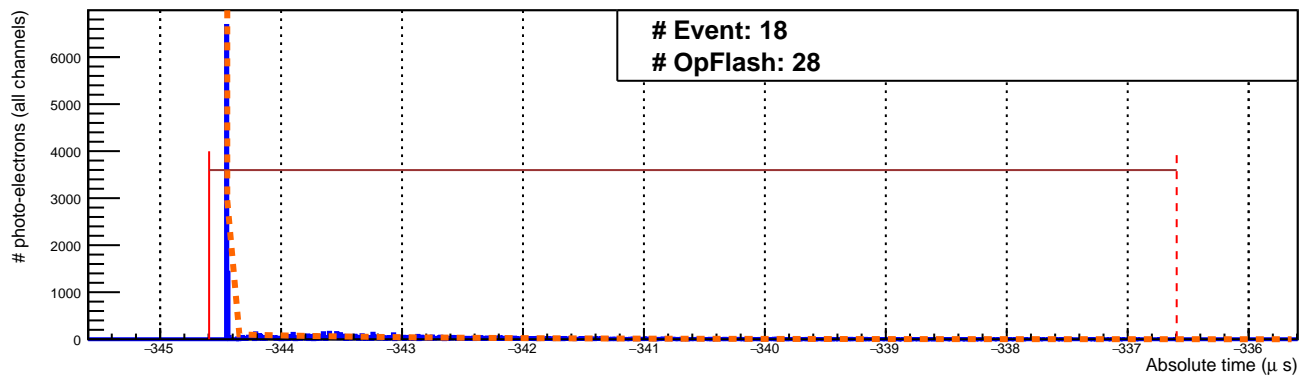 # Event: 18
# OpFlash: 28
# photo-electrons (all channels)
6000
5000
4000
3000
2000
1000
0
−345 −344 −343 −342 −341 −340 −339 −338 −337 −336
Absolute time (μ s)